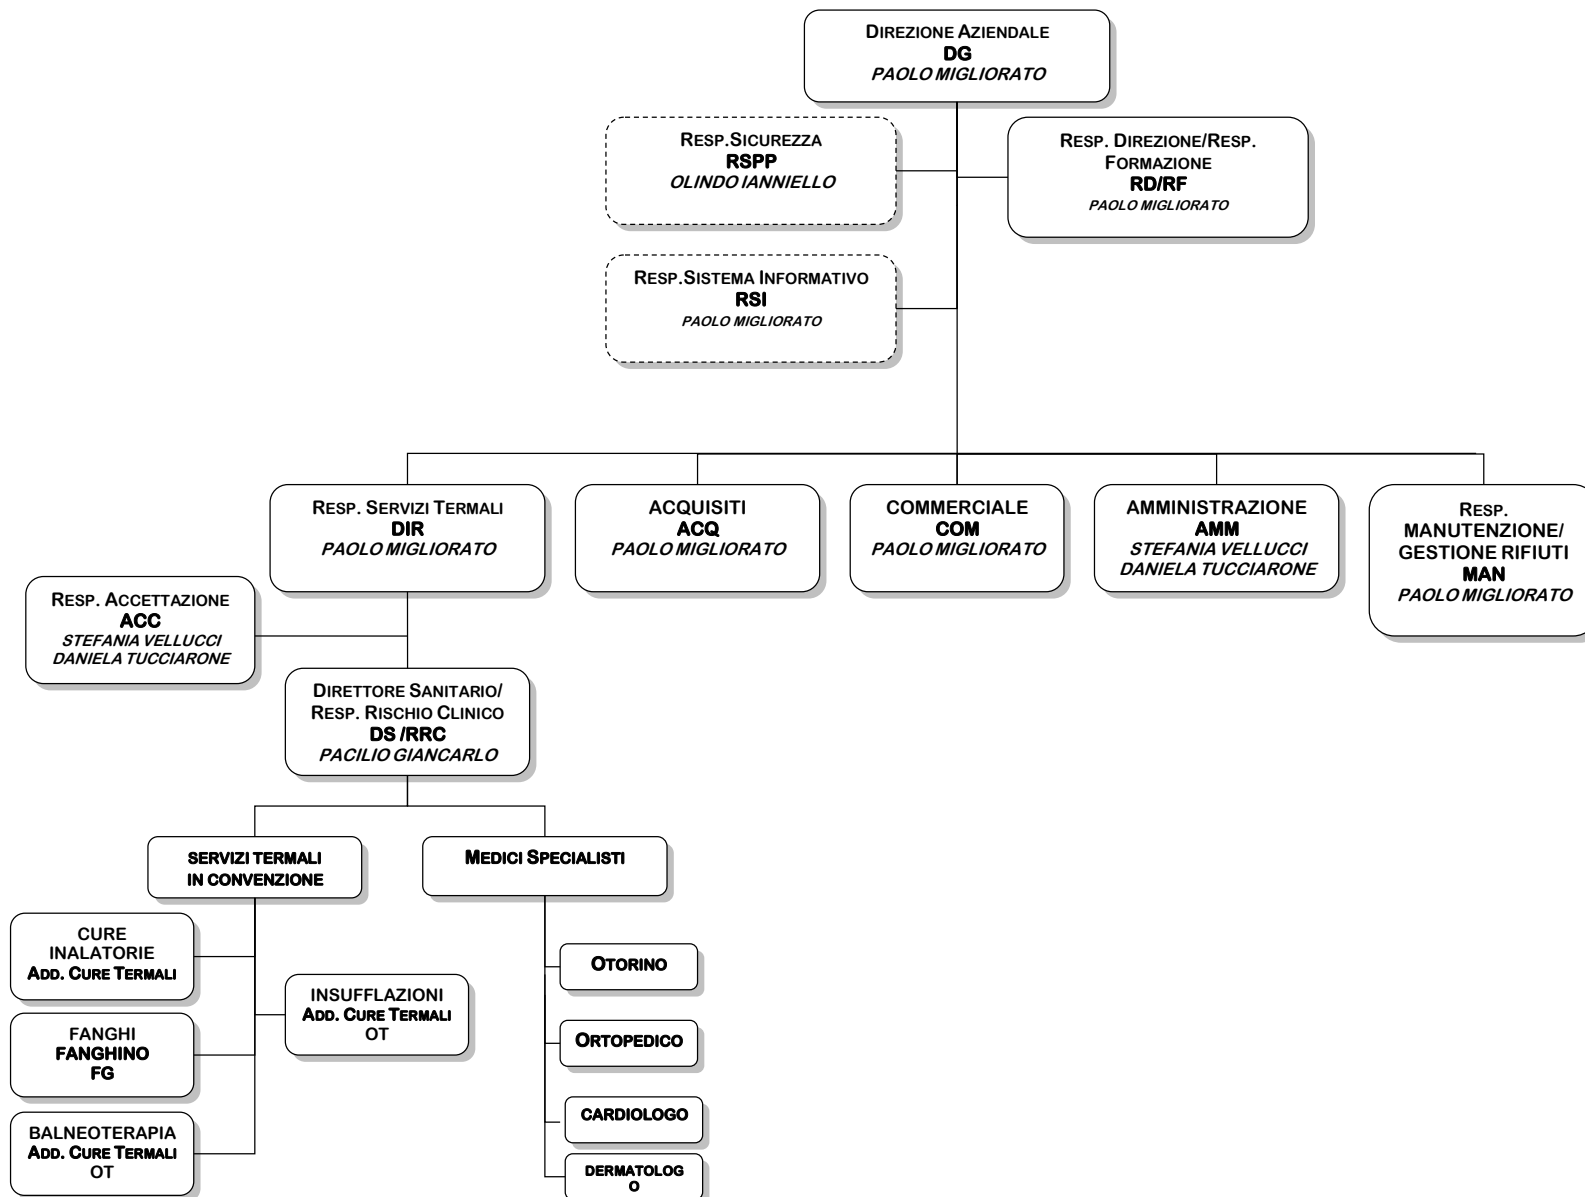 DIREZIONE AZIENDALE
DG
PAOLO MIGLIORATO
RESP.SICUREZZA
RSPP
OLINDO IANNIELLO
RESP. DIREZIONE/RESP.
FORMAZIONE
RD/RF
PAOLO MIGLIORATO
RESP.SISTEMA INFORMATIVO
RSI
PAOLO MIGLIORATO
RESP. SERVIZI TERMALI
DIR
PAOLO MIGLIORATO
ACQUISITI
ACQ
PAOLO MIGLIORATO
COMMERCIALE
COM
PAOLO MIGLIORATO
AMMINISTRAZIONE
AMM
STEFANIA VELLUCCI
DANIELA TUCCIARONE
RESP.
MANUTENZIONE/
GESTIONE RIFIUTI
MAN
PAOLO MIGLIORATO
RESP. ACCETTAZIONE
ACC
STEFANIA VELLUCCI
DANIELA TUCCIARONE
DIRETTORE SANITARIO/
RESP. RISCHIO CLINICO
DS /RRC
PACILIO GIANCARLO
SERVIZI TERMALI
IN CONVENZIONE
MEDICI SPECIALISTI
CURE
INALATORIE
ADD. CURE TERMALI
INSUFFLAZIONI
ADD. CURE TERMALI
OT
FANGHI
FANGHINO
FG
BALNEOTERAPIA
ADD. CURE TERMALI
OT
OTORINO
ORTOPEDICO
CARDIOLOGO
DERMATOLOG
O